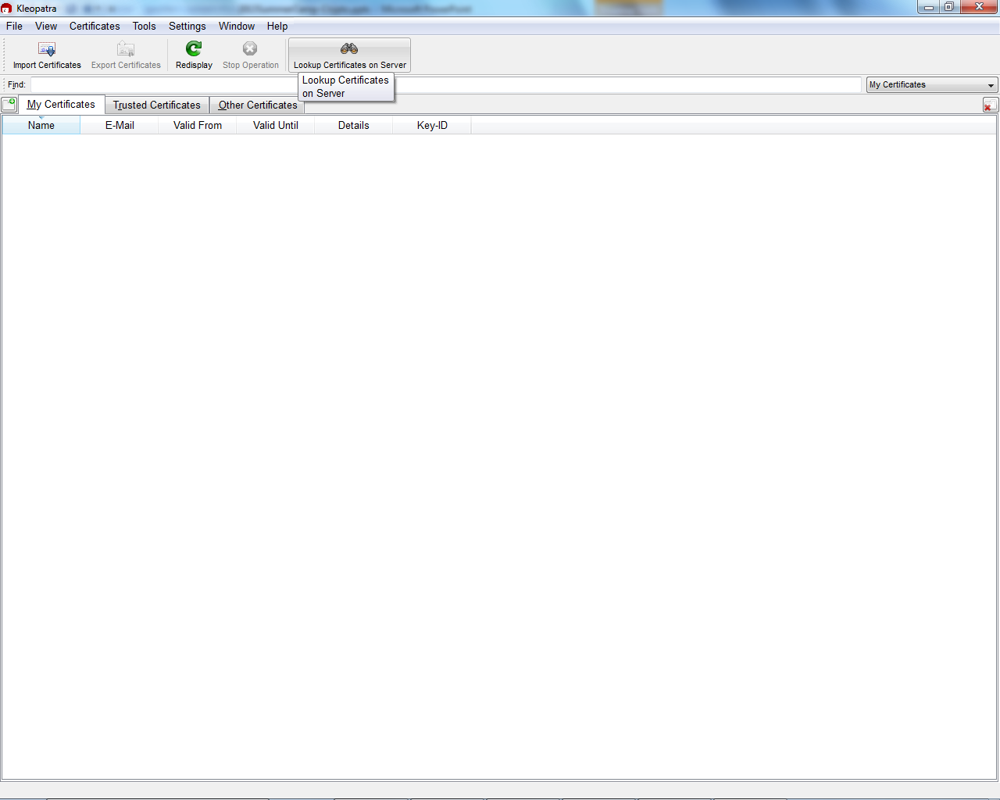 Kleopatra
File View Certificates Tools Settings Window Help
Import Certificates Export Certificates Redisplay Stop Operation Lookup Certificates on Server
Find: My Certificates
Lookup Certificates
on Server
My Certificates Trusted Certificates Other Certificates
Name E-Mail Valid From Valid Until Details Key-ID